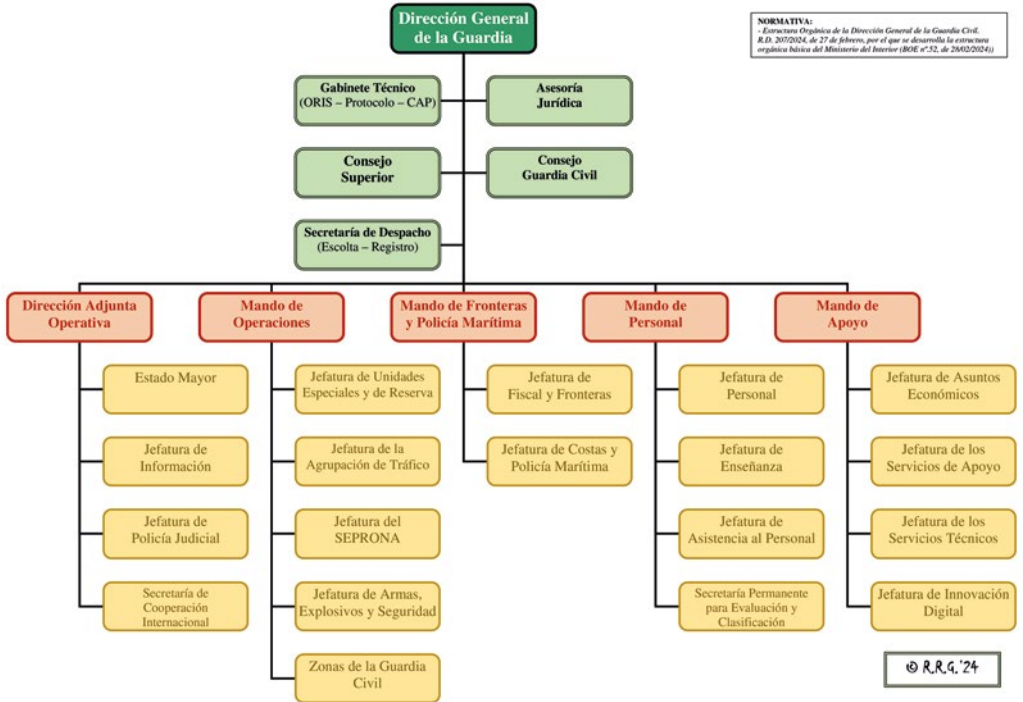 Dirección General
de la Guardia
NORMATIVA:
- Estructura Orgánica de la Dirección General de la Guardia Civil.
R.D. 207/2024, de 27 de febrero, por el que se desarrolla la estructura
orgánica básica del Ministerio del Interior (BOE nº.52, de 28/02/2024))
Gabinete Técnico
(ORIS – Protocolo – CAP)
Asesoría
Jurídica
Consejo
Superior
Consejo
Guardia Civil
Secretaría de Despacho
(Escolta – Registro)
Dirección Adjunta
Operativa
Mando de
Operaciones
Mando de Fronteras
y Policía Marítima
Mando de
Personal
Mando de
Apoyo
Estado Mayor
Jefatura de
Información
Jefatura de
Policía Judicial
Secretaría de
Cooperación
Internacional
Jefatura de Unidades
Especiales y de Reserva
Jefatura de la
Agrupación de Tráfico
Jefatura del
SEPRONA
Jefatura de Armas,
Explosivos y Seguridad
Zonas de la Guardia
Civil
Jefatura de
Fiscal y Fronteras
Jefatura de Costas y
Policía Marítima
Jefatura de
Personal
Jefatura de
Enseñanza
Jefatura de
Asistencia al Personal
Secretaría Permanente
para Evaluación y
Clasificación
Jefatura de Asuntos
Económicos
Jefatura de los
Servicios de Apoyo
Jefatura de los
Servicios Técnicos
Jefatura de Innovación
Digital
© R.R.G.'24